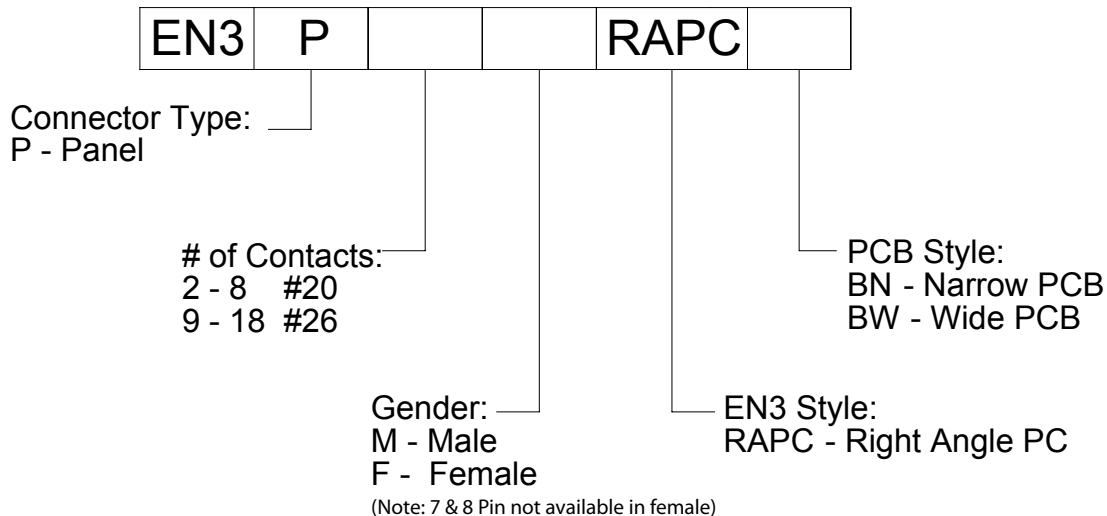 EN3 P RAPC
Connector Type:
P - Panel
# of Contacts:
2 - 8 #20
9 - 18 #26
PCB Style:
BN - Narrow PCB
BW - Wide PCB
Gender:
M - Male
F - Female
(Note: 7 & 8 Pin not available in female)
EN3 Style:
RAPC - Right Angle PC